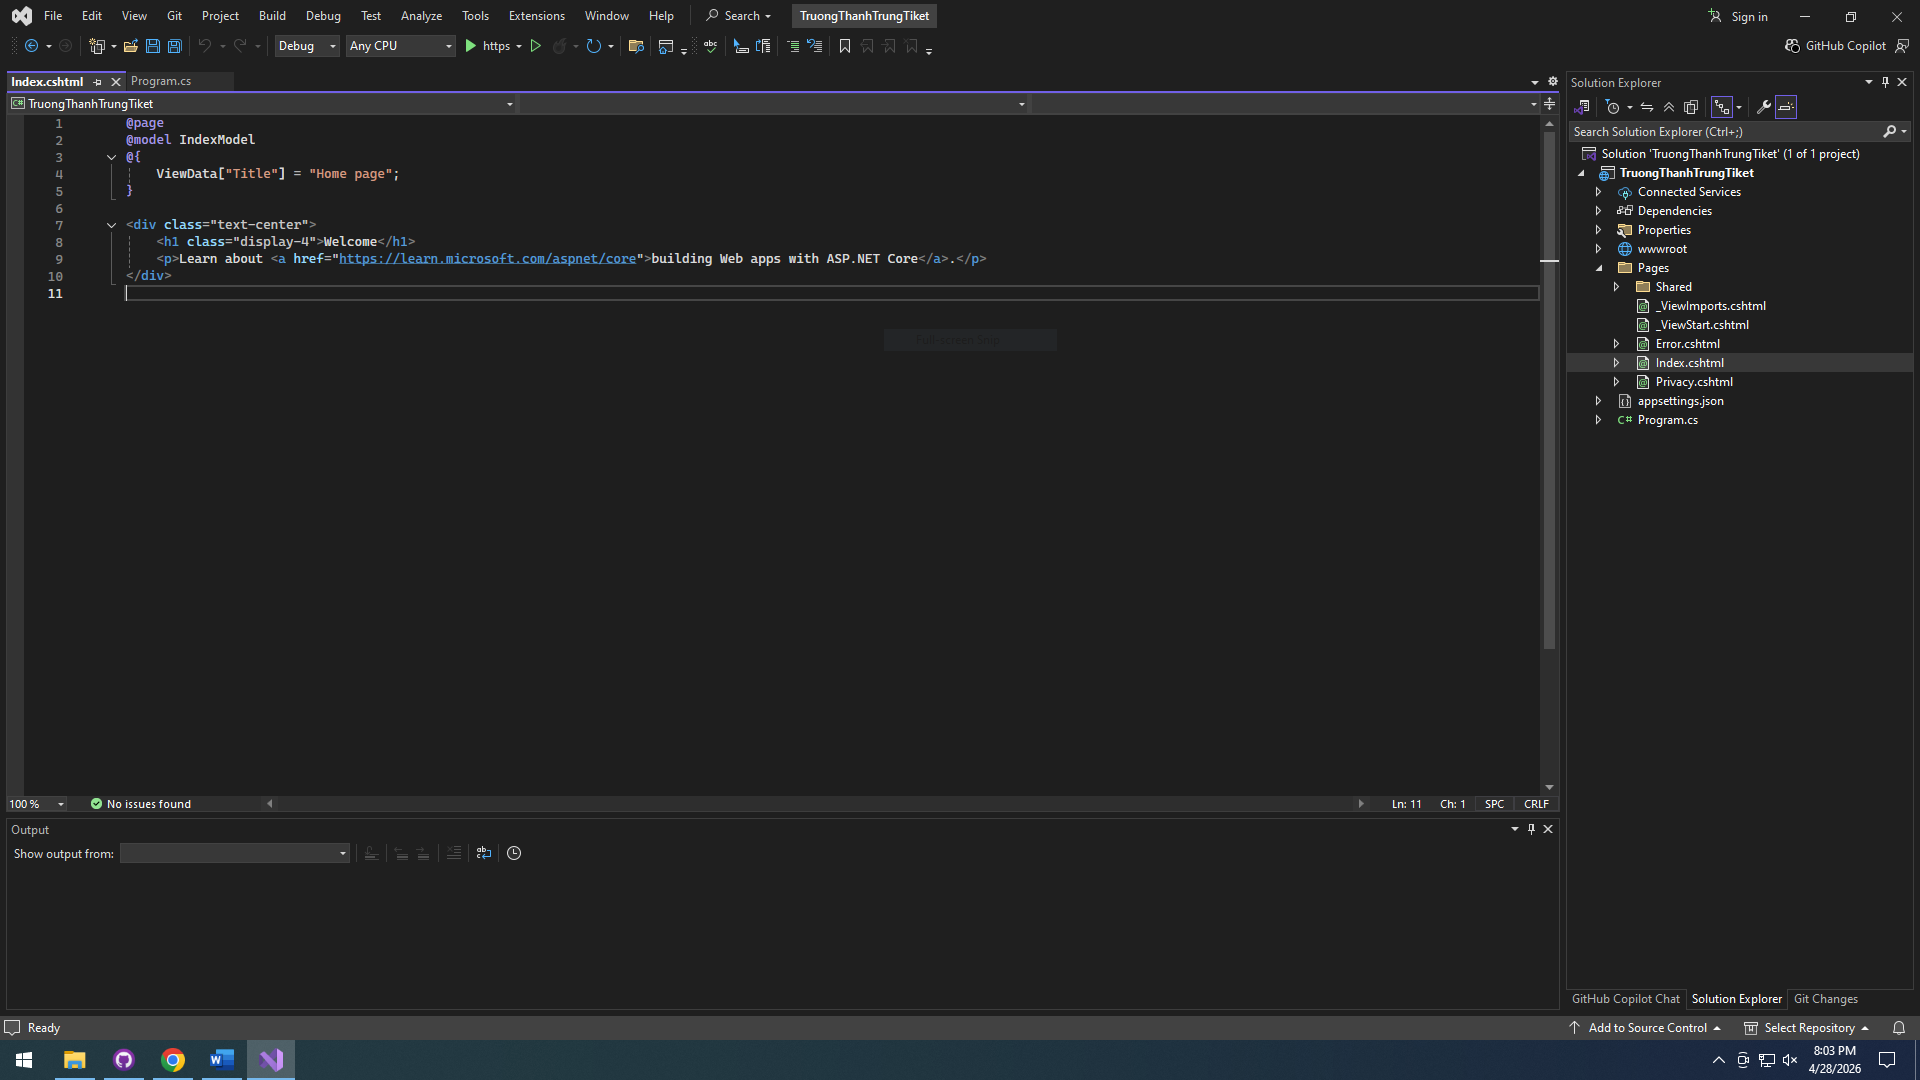 File Edit View Git Project Build Debug Test Analyze Tools Extensions Window Help Search TruongThanhTrungTiket Sign in
Debug Any CPU https GitHub Copilot
Index.cshtml Program.cs
TruongThanhTrungTiket
1 @page
2 @model IndexModel
3 @{
4 ViewData["Title"] = "Home page";
5 }
6
7 <div class="text-center">
8 <h1 class="display-4">Welcome</h1>
9 <p>Learn about <a href="https://learn.microsoft.com/aspnet/core">building Web apps with ASP.NET Core</a>.</p>
10 </div>
11
Full-screen Snip
100 % No issues found Ln: 11 Ch: 1 SPC CRLF
Output
Show output from:
Solution Explorer
Search Solution Explorer (Ctrl+;)
Solution 'TruongThanhTrungTiket' (1 of 1 project)
TruongThanhTrungTiket
Connected Services
Dependencies
Properties
wwwroot
Pages
Shared
_ViewImports.cshtml
_ViewStart.cshtml
Error.cshtml
Index.cshtml
Privacy.cshtml
appsettings.json
C# Program.cs
GitHub Copilot Chat Solution Explorer Git Changes
Ready Add to Source Control Select Repository
8:03 PM
4/28/2026